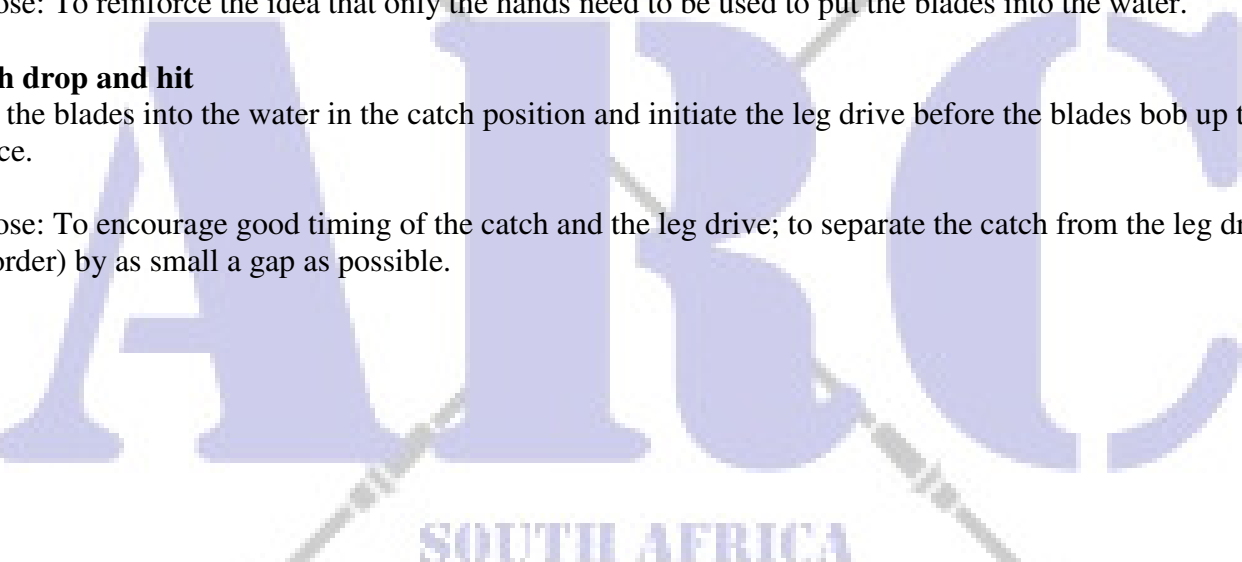 ose: To reinforce the idea that only the hands need to be used to put the blades into the water.
h drop and hit
the blades into the water in the catch position and initiate the leg drive before the blades bob up t
ce.
ose: To encourage good timing of the catch and the leg drive; to separate the catch from the leg dr
order) by as small a gap as possible.
ARC
SOUTH AFRICA